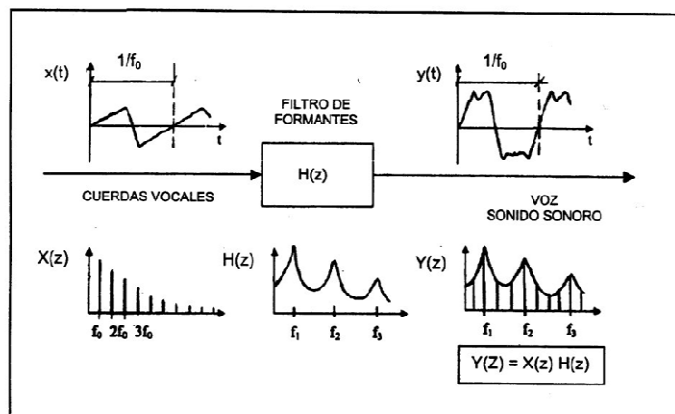 1/f₀
x(t)
t
FILTRO DE
FORMANTES
H(z)
1/f₀
y(t)
t
CUERDAS VOCALES
VOZ
SONIDO SONORO
X(z)
f₀ 2f₀ 3f₀
H(z)
f₁ f₂ f₃
Y(z)
f₁ f₂ f₃
Y(Z) = X(z) H(z)